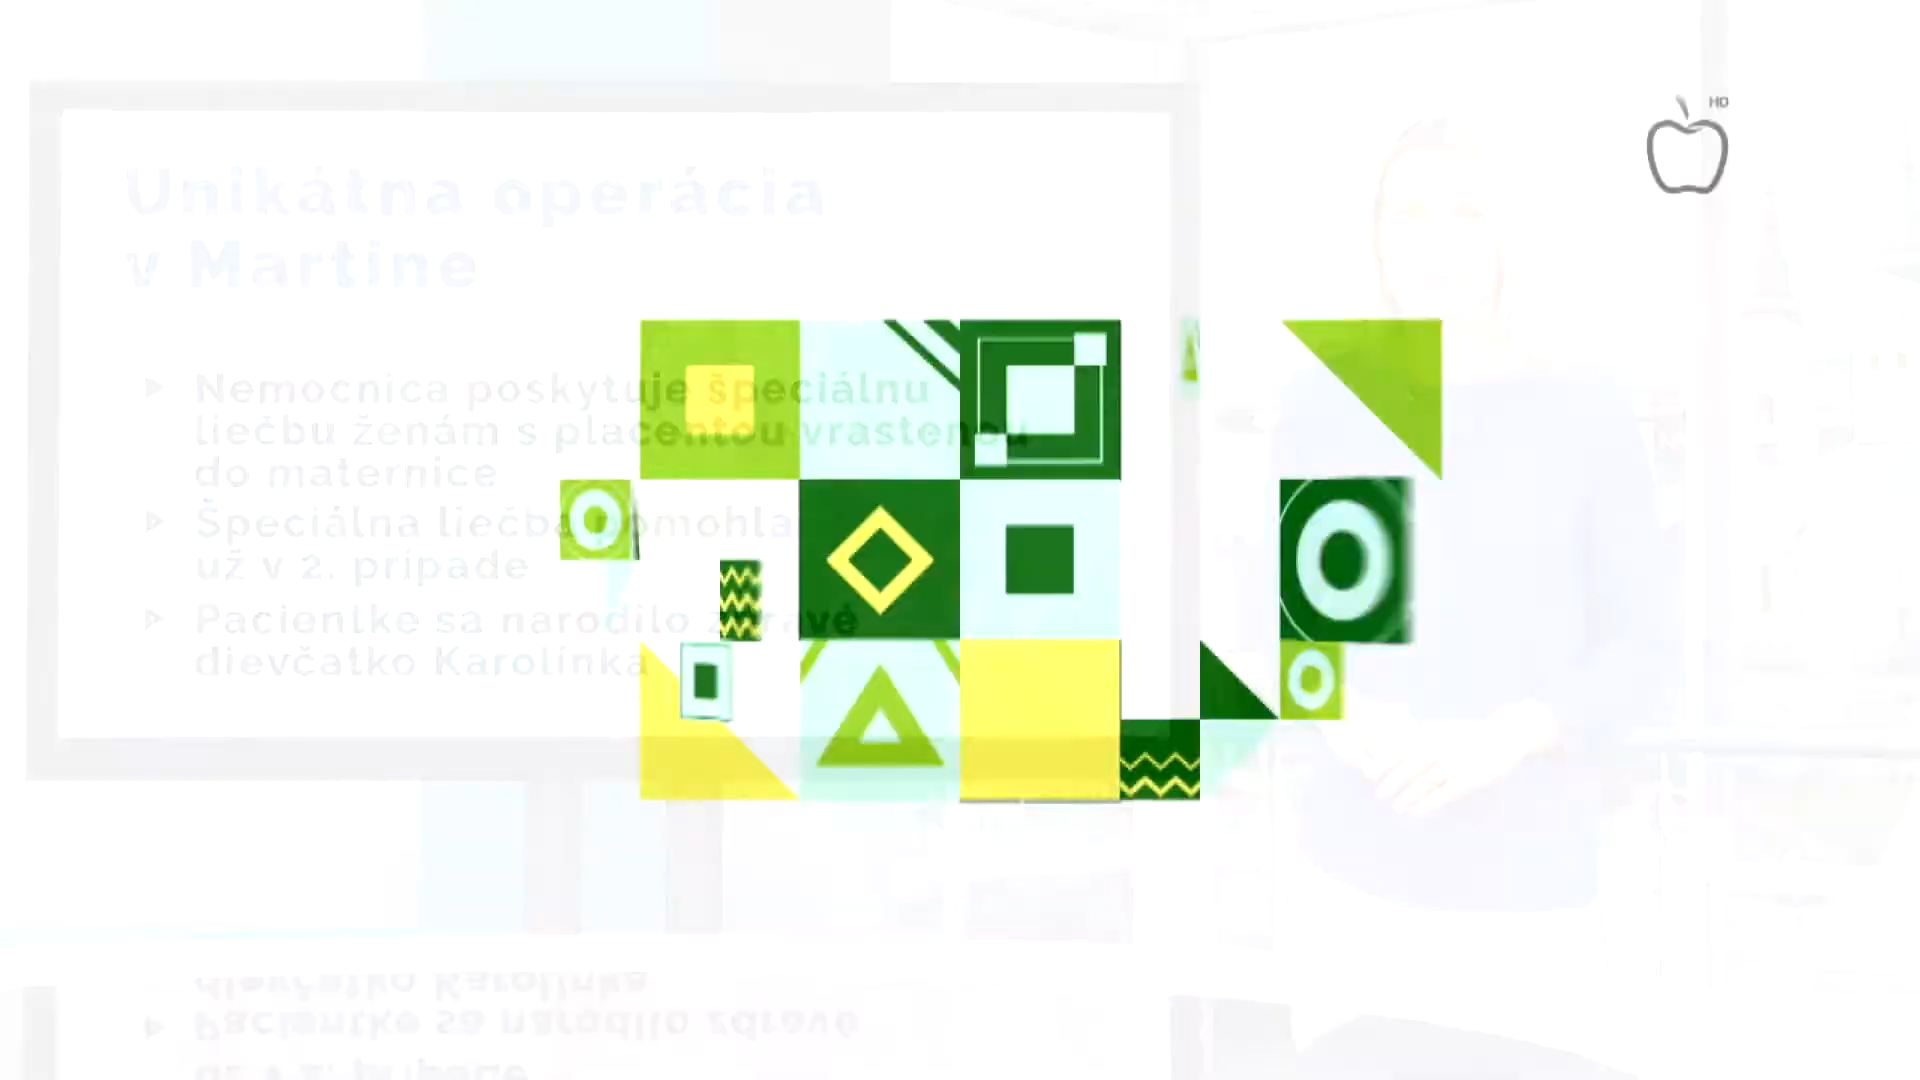 HD
Unikátna operácia
v Martine
Nemocnica poskytuje špeciálnu
liečbu ženám s placentou vrastenou
do maternice
Špeciálna liečba pomohla
už v 2. prípade
Pacientke sa narodilo zdravé
dievčatko Karolínka